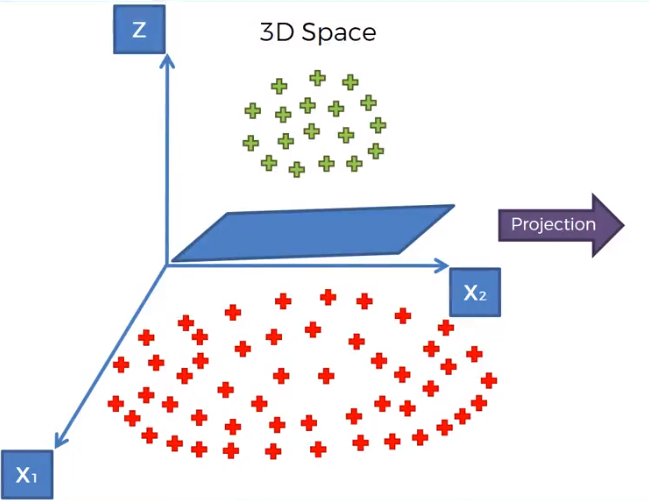 Z
3D Space
Projection
X₂
X₁